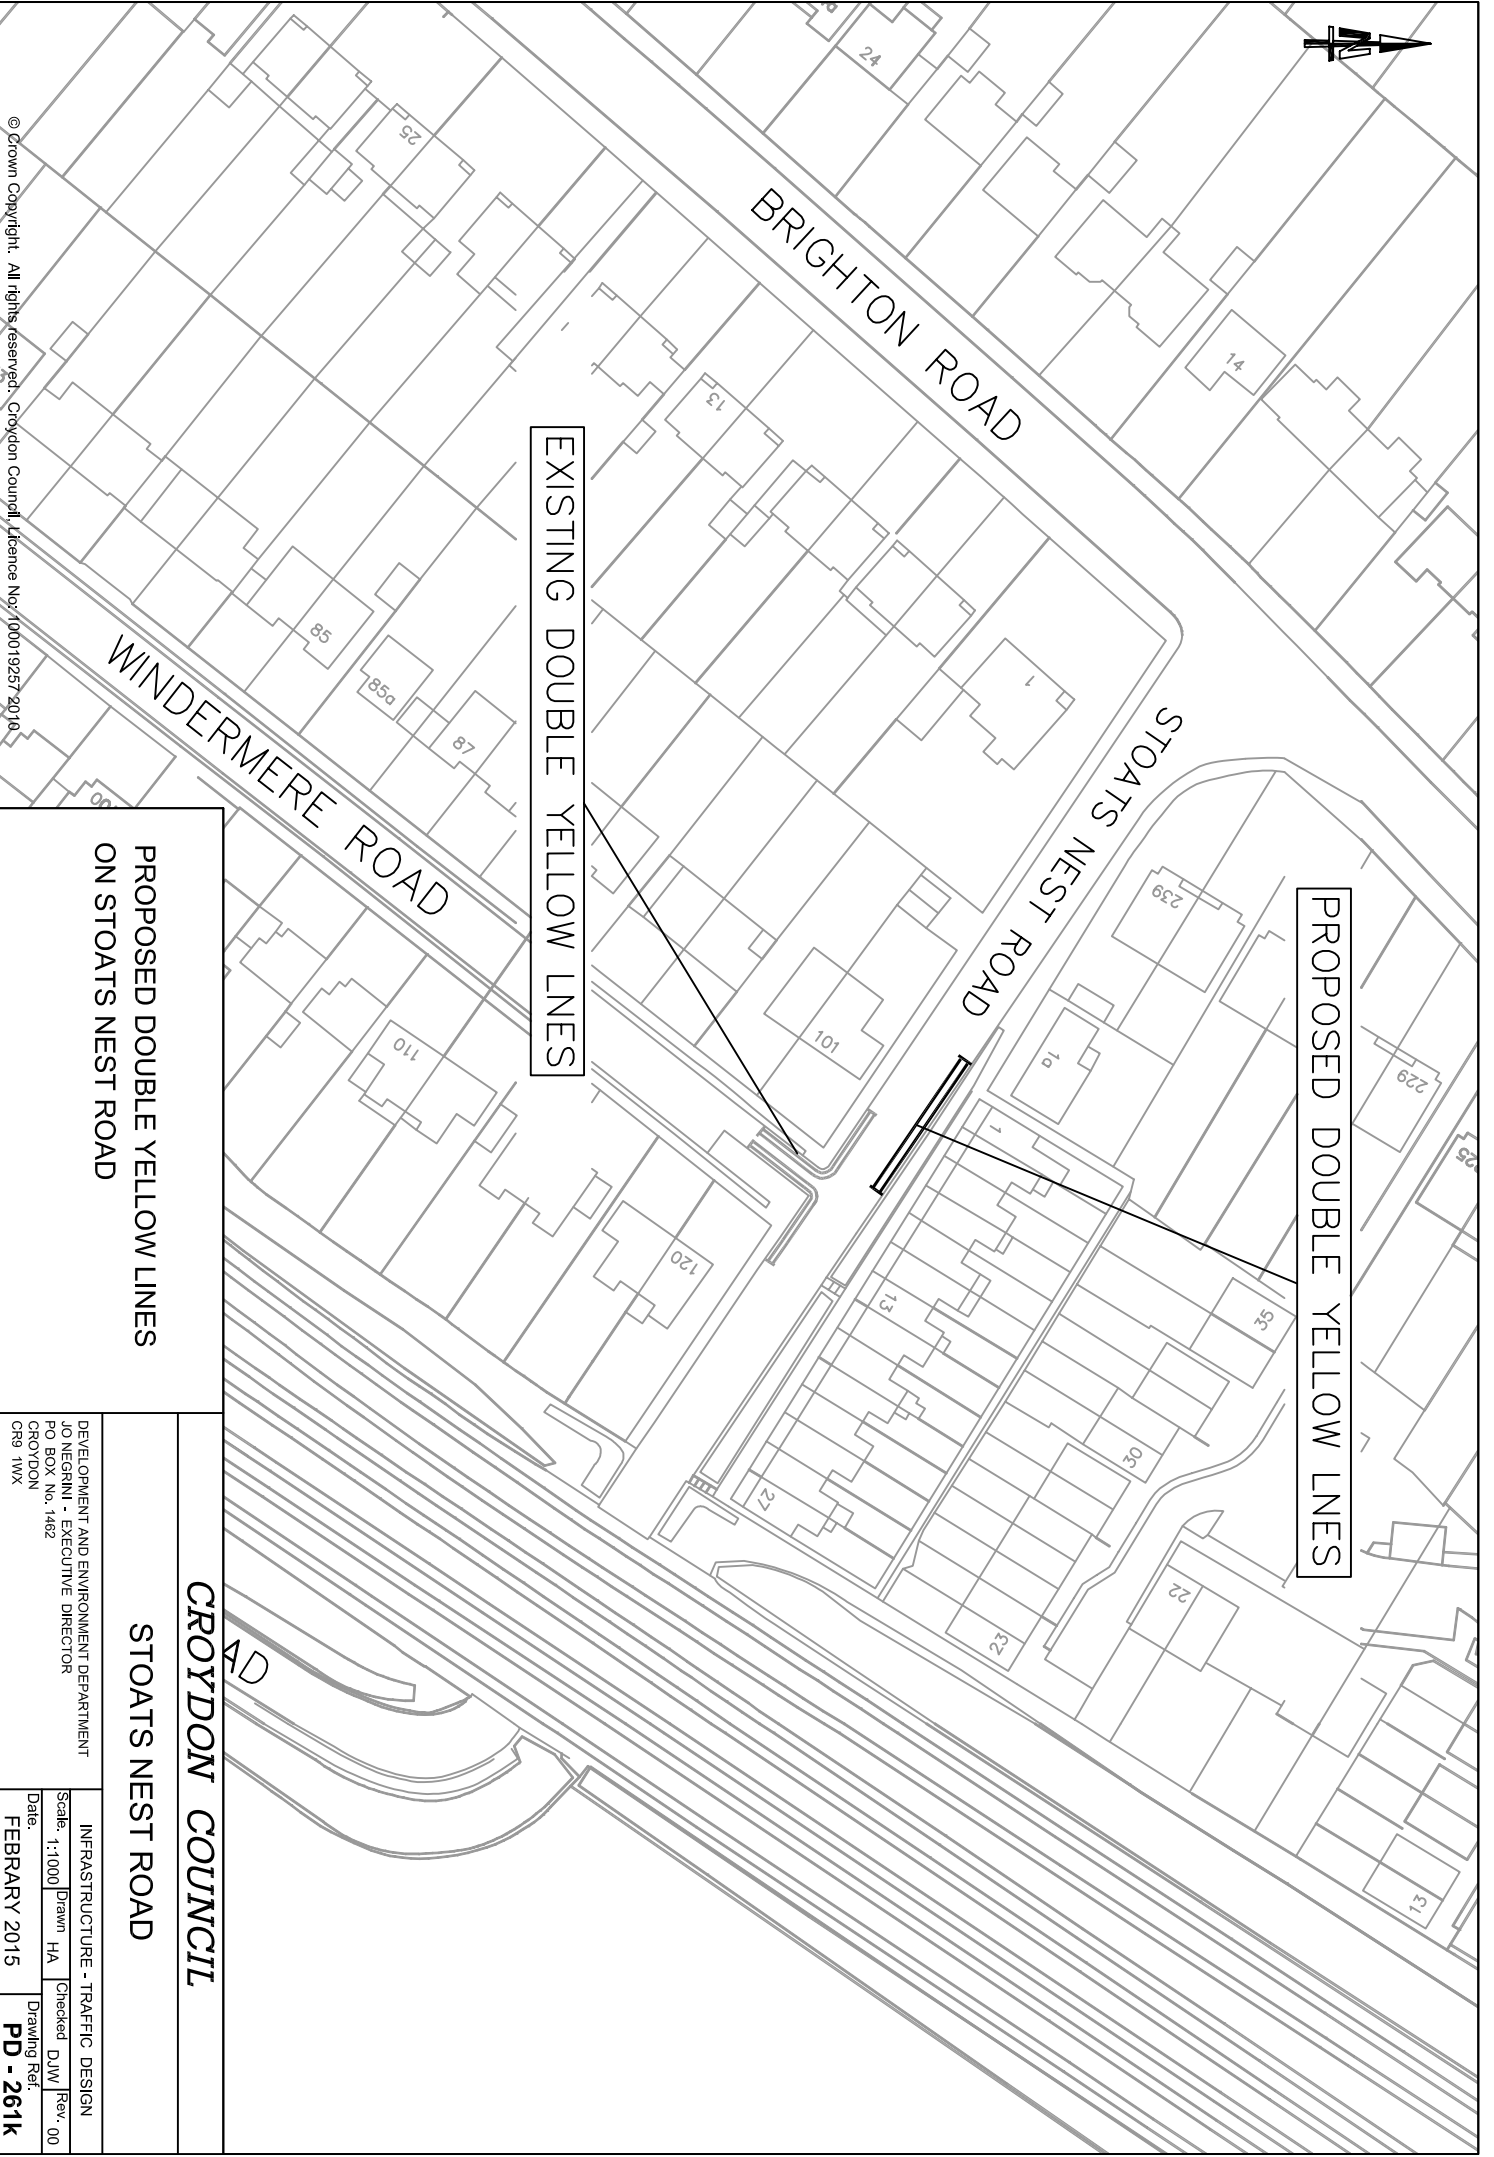 N
BRIGHTON ROAD
STOATS NEST ROAD
WINDERMERE ROAD
PROPOSED DOUBLE YELLOW LNES
EXISTING DOUBLE YELLOW LNES
24
14
25
13
1
239
229
1a
1
13
27
35
30
23
22
13
101
85
85a
87
110
120
AD
© Crown Copyright. All rights reserved. Croydon Council, Licence No: 100019257 2010
PROPOSED DOUBLE YELLOW LINES
ON STOATS NEST ROAD
CROYDON COUNCIL
STOATS NEST ROAD
DEVELOPMENT AND ENVIRONMENT DEPARTMENT
JO NEGRINI - EXECUTIVE DIRECTOR
PO BOX No. 1462
CROYDON
CR9 1WX
INFRASTRUCTURE - TRAFFIC DESIGN
Scale. 1:1000 Drawn HA Checked DJW Rev. 00
Date. FEBRARY 2015
Drawing Ref. PD - 261k